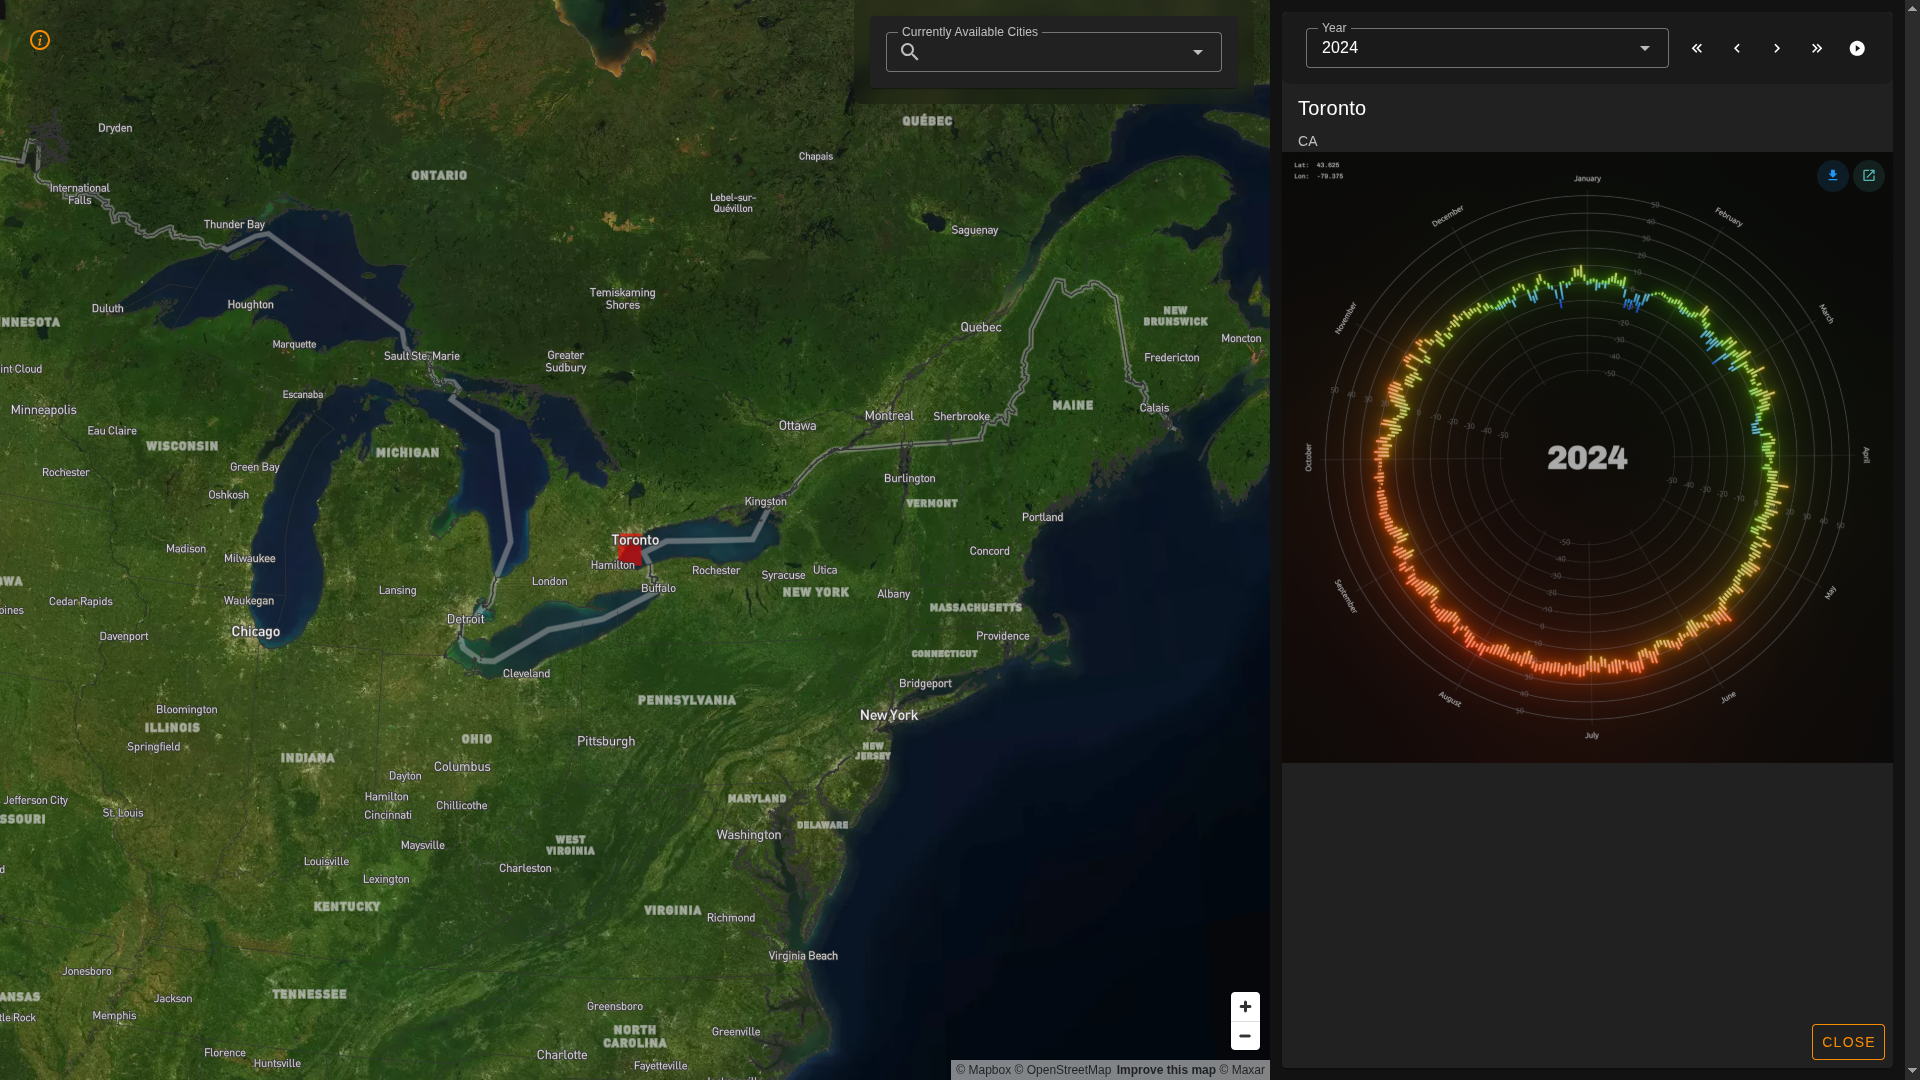 Currently Available Cities
Year
2024
Toronto
CA
Lat: 43.625
Lon: -79.375
January
February
March
April
May
June
July
August
September
October
November
December
2024
CLOSE
QUÉBEC
Dryden
Chapais
ONTARIO
International
Falls
Lebel-sur-
Quévillon
Thunder Bay
Saguenay
Temiskaming
Shores
Duluth
Houghton
NNESOTA
NEW
BRUNSWICK
Quebec
Moncton
Marquette
Sault Ste. Marie
Greater
Sudbury
Fredericton
int Cloud
Escanaba
Minneapolis
MAINE
Calais
Montreal
Sherbrooke
Ottawa
Eau Claire
WISCONSIN
MICHIGAN
Green Bay
Rochester
Burlington
Oshkosh
Kingston
VERMONT
Portland
Toronto
Madison
Milwaukee
Concord
Hamilton
Rochester
Syracuse
Utica
OWA
London
Buffalo
Lansing
NEW YORK
Albany
Cedar Rapids
Waukegan
MASSACHUSETTS
oines
Detroit
Chicago
Davenport
Providence
CONNECTICUT
Cleveland
Bridgeport
PENNSYLVANIA
Bloomington
New York
ILLINOIS
OHIO
Pittsburgh
Springfield
NEW
JERSEY
INDIANA
Columbus
Dayton
Jefferson City
Hamilton
MARYLAND
Chillicothe
St. Louis
Cincinnati
SSOURI
DELAWARE
Washington
Maysville
WEST
VIRGINIA
Louisville
Charleston
Lexington
KENTUCKY
VIRGINIA
Richmond
Virginia Beach
Jonesboro
TENNESSEE
ANSAS
Jackson
Greensboro
tle Rock
Memphis
NORTH
CAROLINA
Greenville
Florence
Huntsville
Charlotte
Fayetteville
© Mapbox © OpenStreetMap Improve this map © Maxar